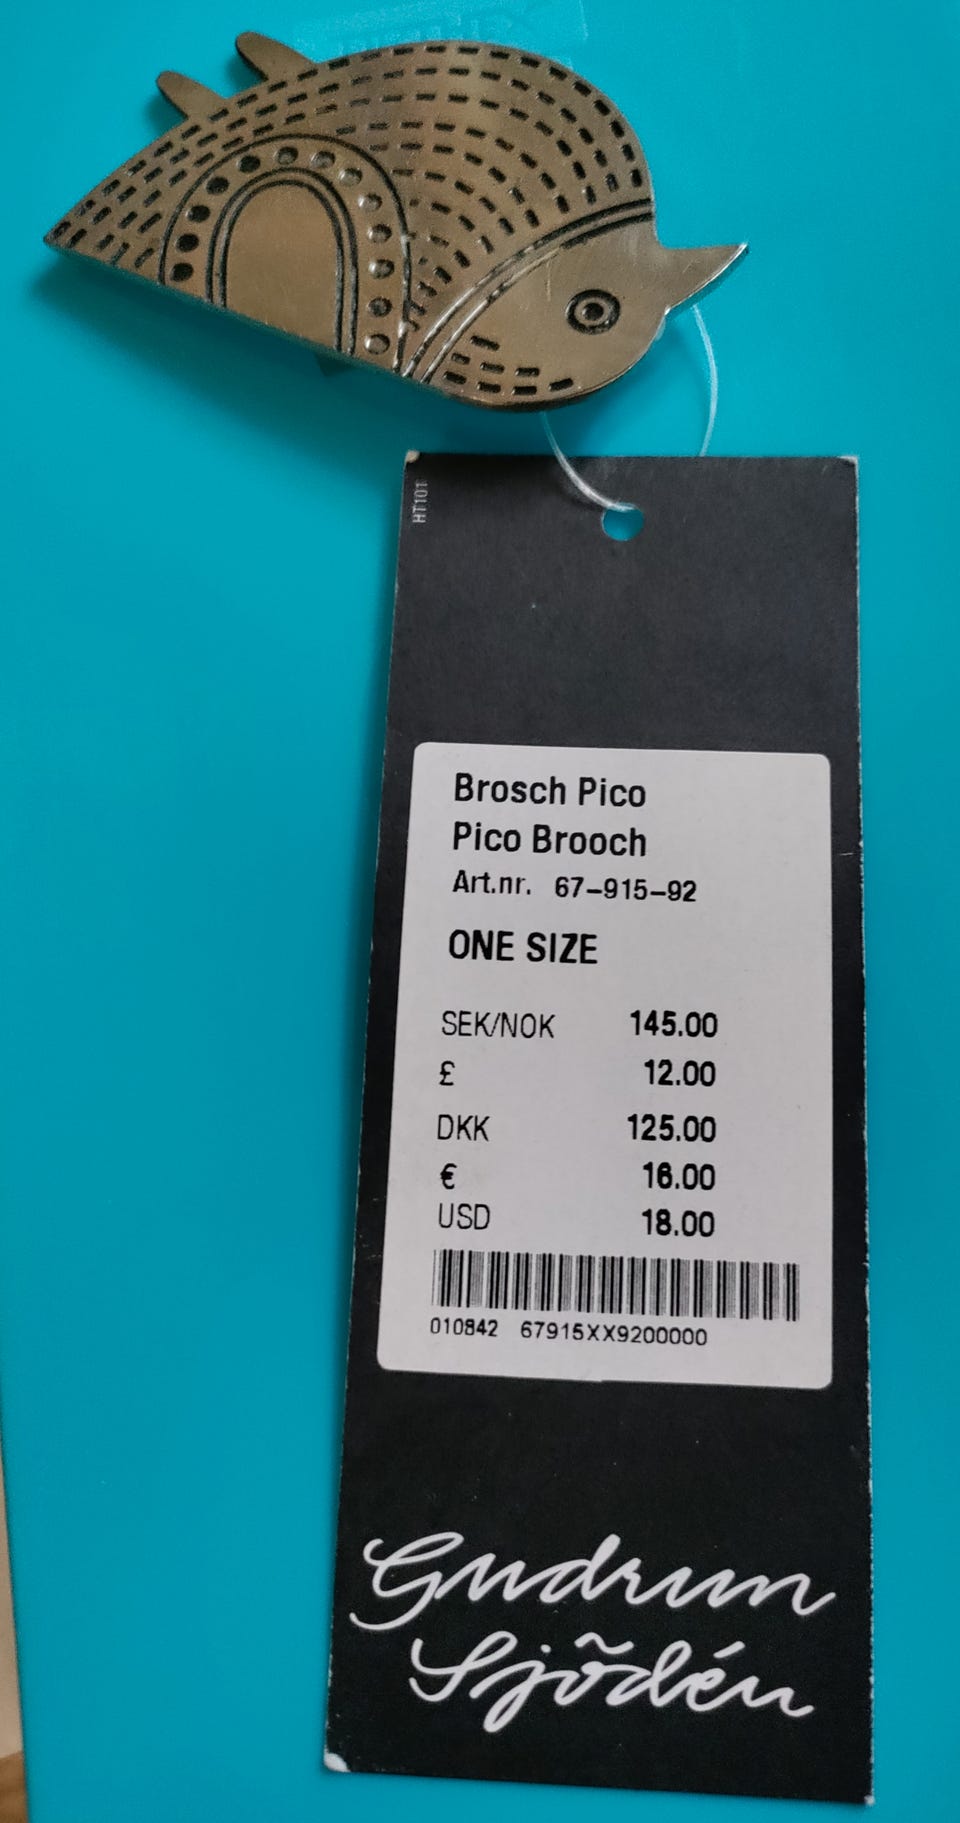 HT101
Brosch Pico
Pico Brooch
Art.nr. 67-915-92
ONE SIZE
SEK/NOK 145.00
£ 12.00
DKK 125.00
€ 16.00
USD 18.00
010842 67915XX9200000
Gudrun
Sjödén